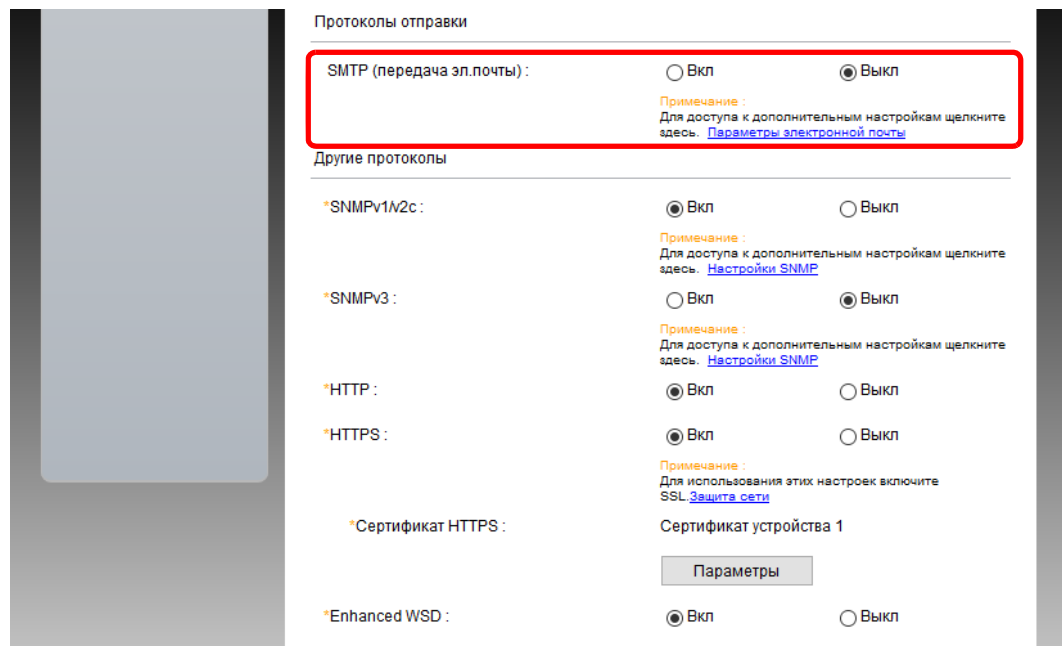 Протоколы отправки
SMTP (передача эл.почты) : Вкл Выкл
Примечание :
Для доступа к дополнительным настройкам щелкните
здесь. Параметры электронной почты
Другие протоколы
*SNMPv1/v2c : Вкл Выкл
Примечание :
Для доступа к дополнительным настройкам щелкните
здесь. Настройки SNMP
*SNMPv3 : Вкл Выкл
Примечание :
Для доступа к дополнительным настройкам щелкните
здесь. Настройки SNMP
*HTTP : Вкл Выкл
*HTTPS : Вкл Выкл
Примечание :
Для использования этих настроек включите
SSL.Защита сети
*Сертификат HTTPS : Сертификат устройства 1
Параметры
*Enhanced WSD : Вкл Выкл